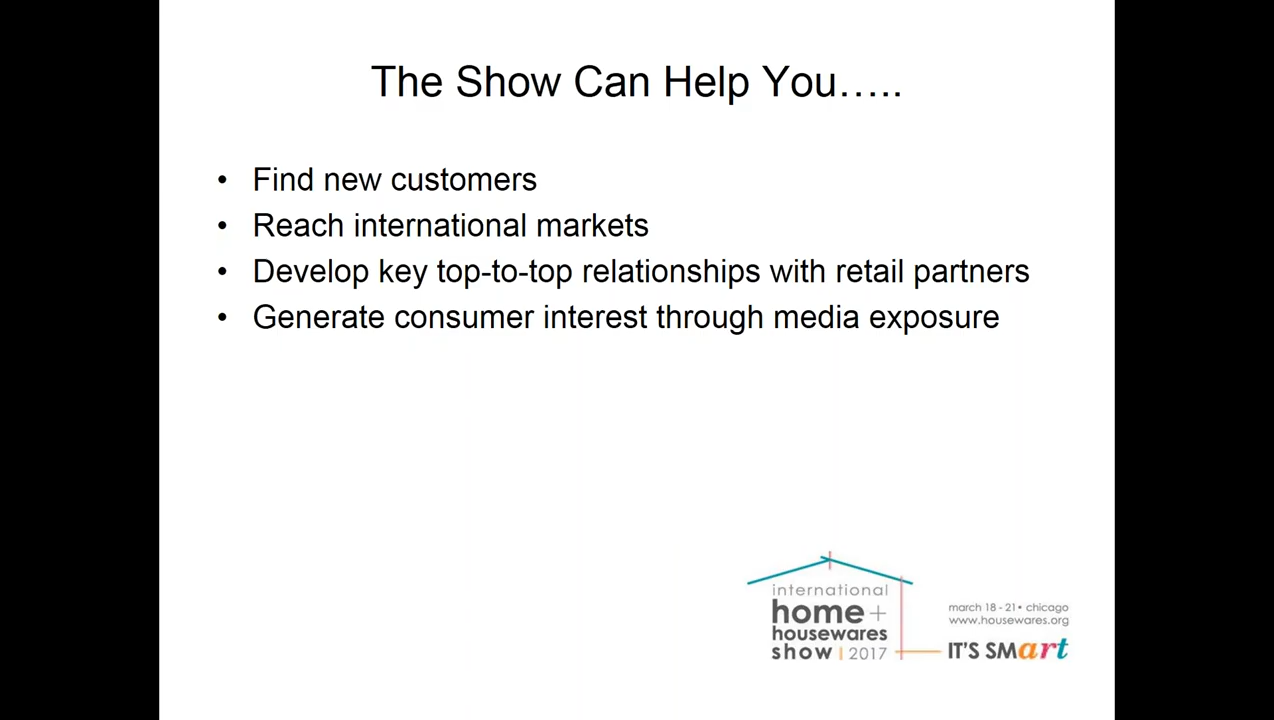 The Show Can Help You.....
• Find new customers
• Reach international markets
• Develop key top-to-top relationships with retail partners
• Generate consumer interest through media exposure
international
home+
housewares
show | 2017
march 18 - 21 • chicago
www.housewares.org
IT'S SMart